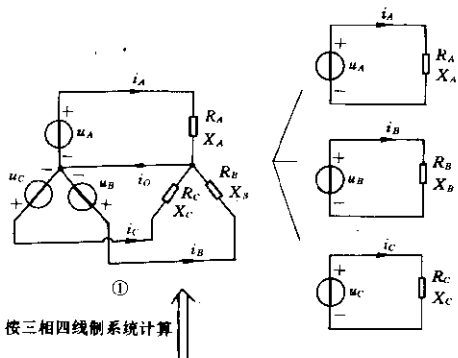 i_A
+
u_A
−
R_A
X_A
i_O
u_C
−
−
u_B
+
+
R_C
X_C
R_B
X_B
i_C
i_B
①
按三相四线制系统计算
i_A
+
u_A
−
R_A
X_A
i_B
+
u_B
−
R_B
X_B
i_C
+
u_C
−
R_C
X_C